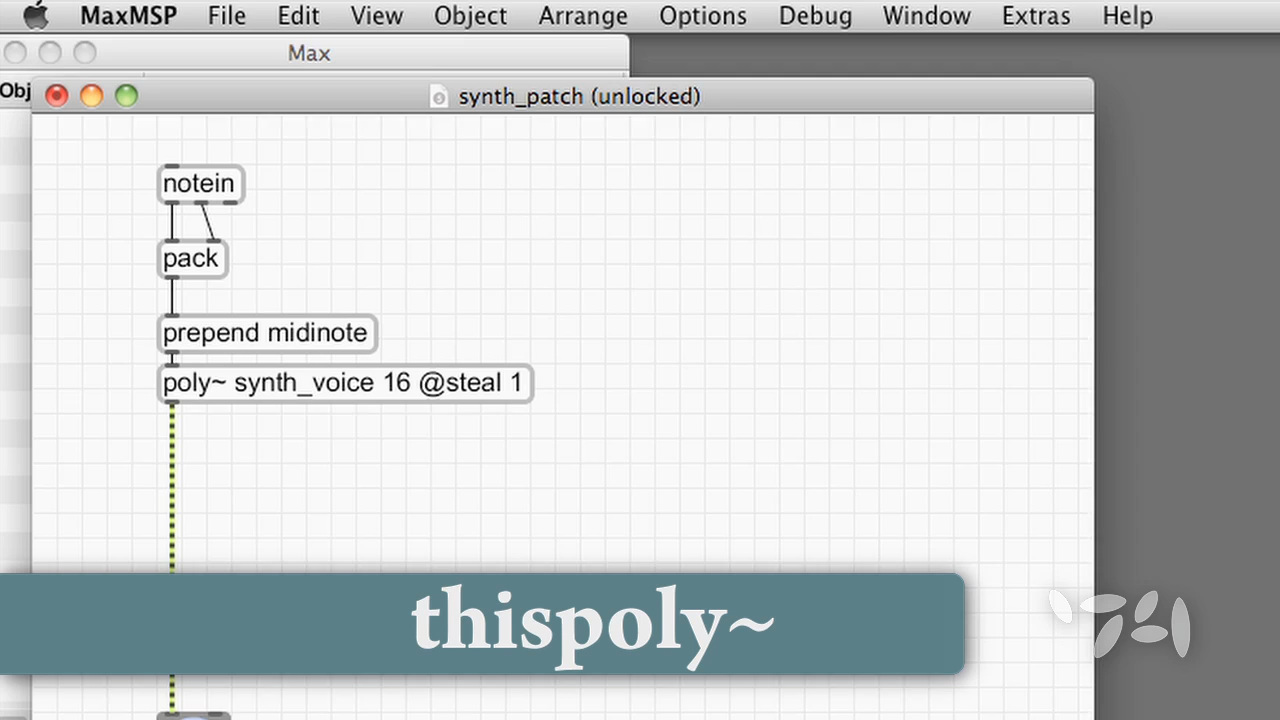 MaxMSP File Edit View Object Arrange Options Debug Window Extras Help
Max
Obj
synth_patch (unlocked)
notein
pack
prepend midinote
poly~ synth_voice 16 @steal 1
thispoly~